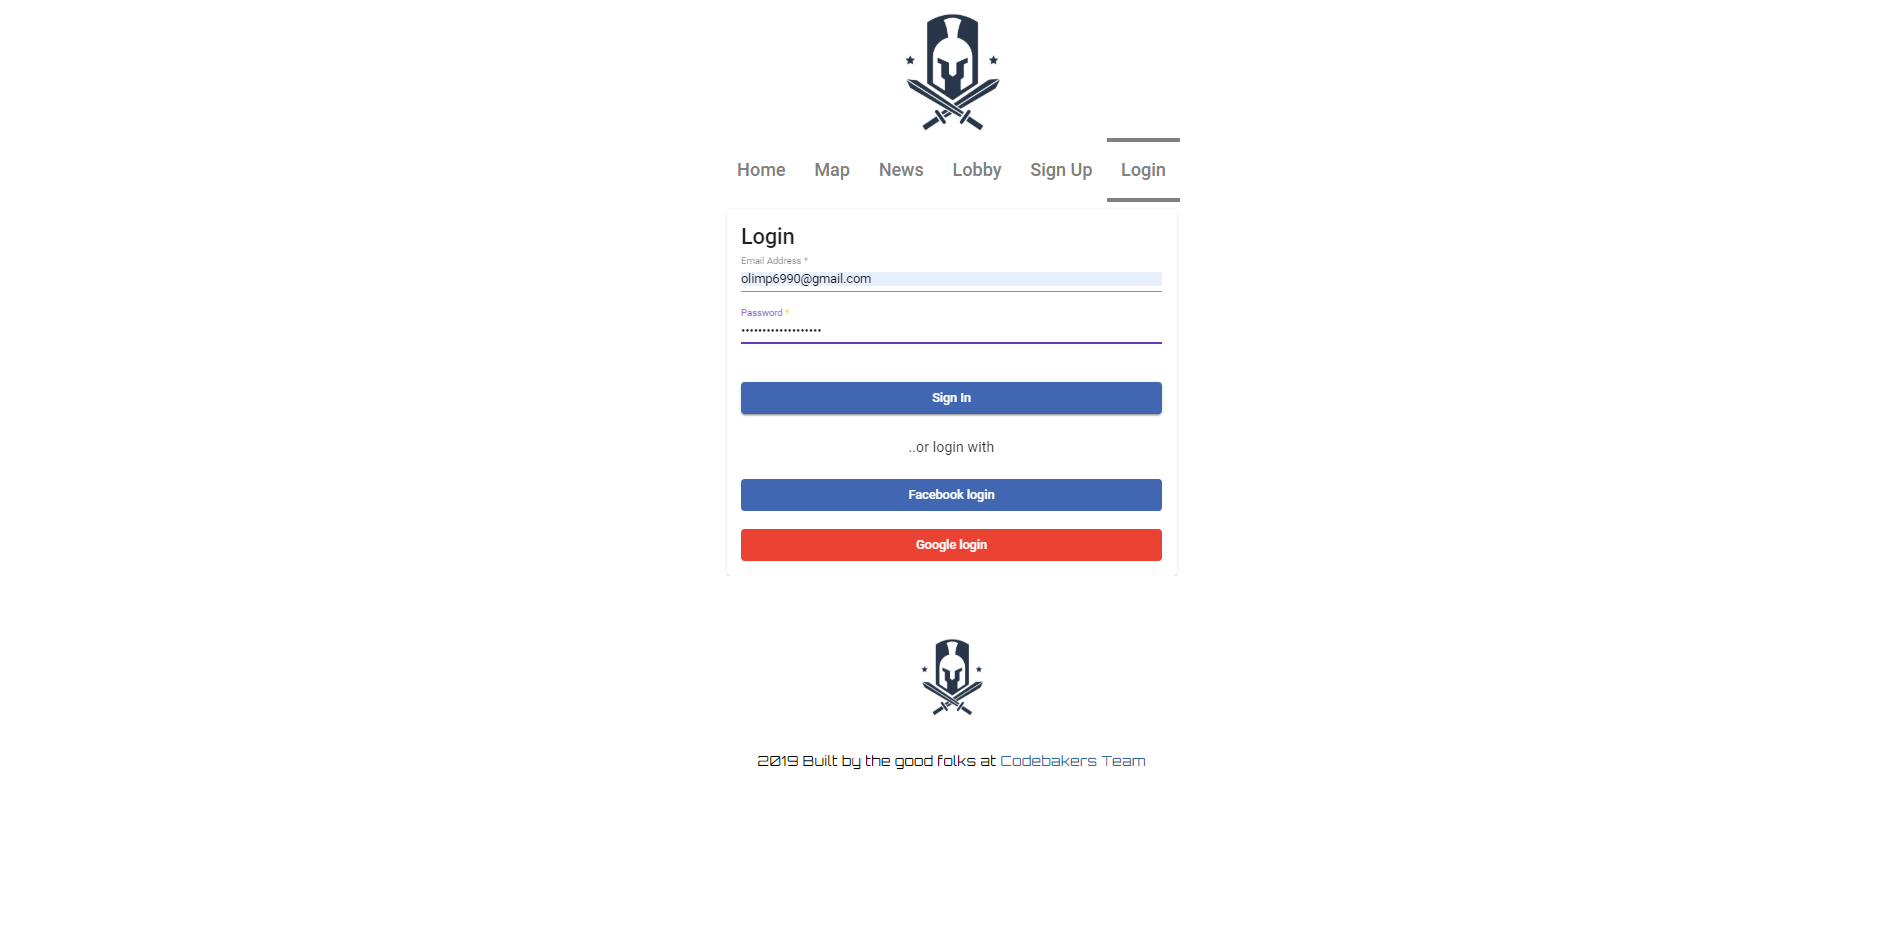 Home Map News Lobby Sign Up Login
Login
Email Address *
olimp6990@gmail.com
Password *
•••••••••••••••••••
Sign In
..or login with
Facebook login
Google login
2019 Built by the good folks at Codebakers Team